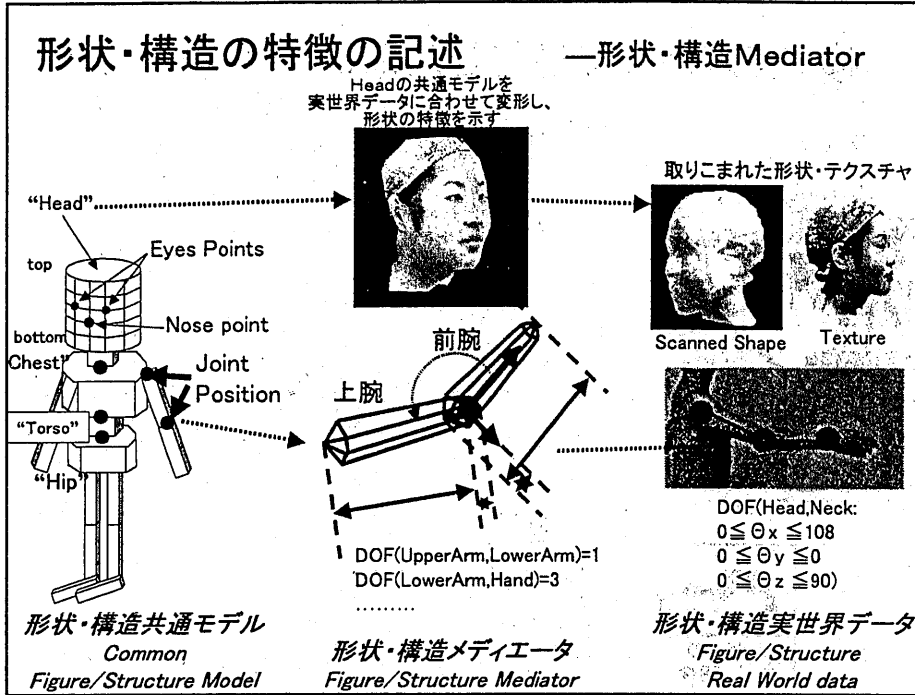 形状・構造の特徴の記述
―形状・構造Mediator
Headの共通モデルを
実世界データに合わせて変形し、
形状の特徴を示す
取りこまれた形状・テクスチャ
“Head”
Eyes Points
top
Nose point
bottom
Chest”
Joint
Position
“Torso”
“Hip”
前腕
上腕
Scanned Shape
Texture
DOF(UpperArm,LowerArm)=1
DOF(LowerArm,Hand)=3
………
DOF(Head,Neck:
0≦Θx≦108
0≦Θy≦0
0≦Θz≦90)
形状・構造共通モデル
Common
Figure/Structure Model
形状・構造メディエータ
Figure/Structure Mediator
形状・構造実世界データ
Figure/Structure
Real World data